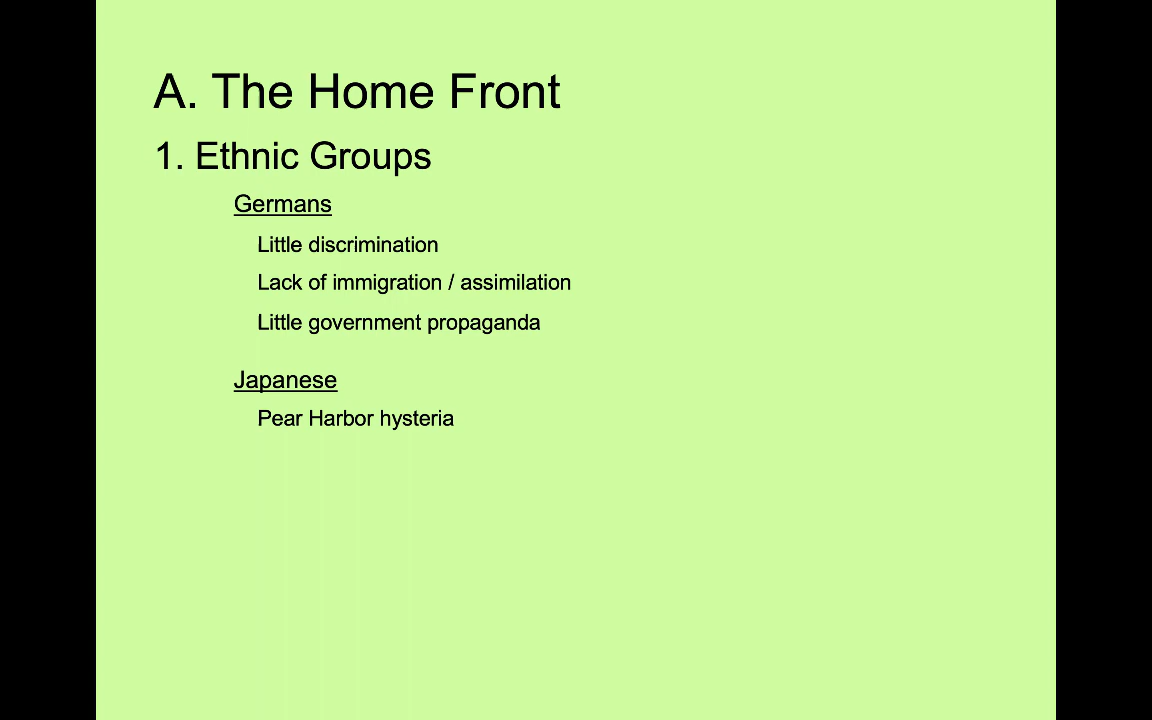 A. The Home Front
1. Ethnic Groups
Germans
Little discrimination
Lack of immigration / assimilation
Little government propaganda
Japanese
Pear Harbor hysteria